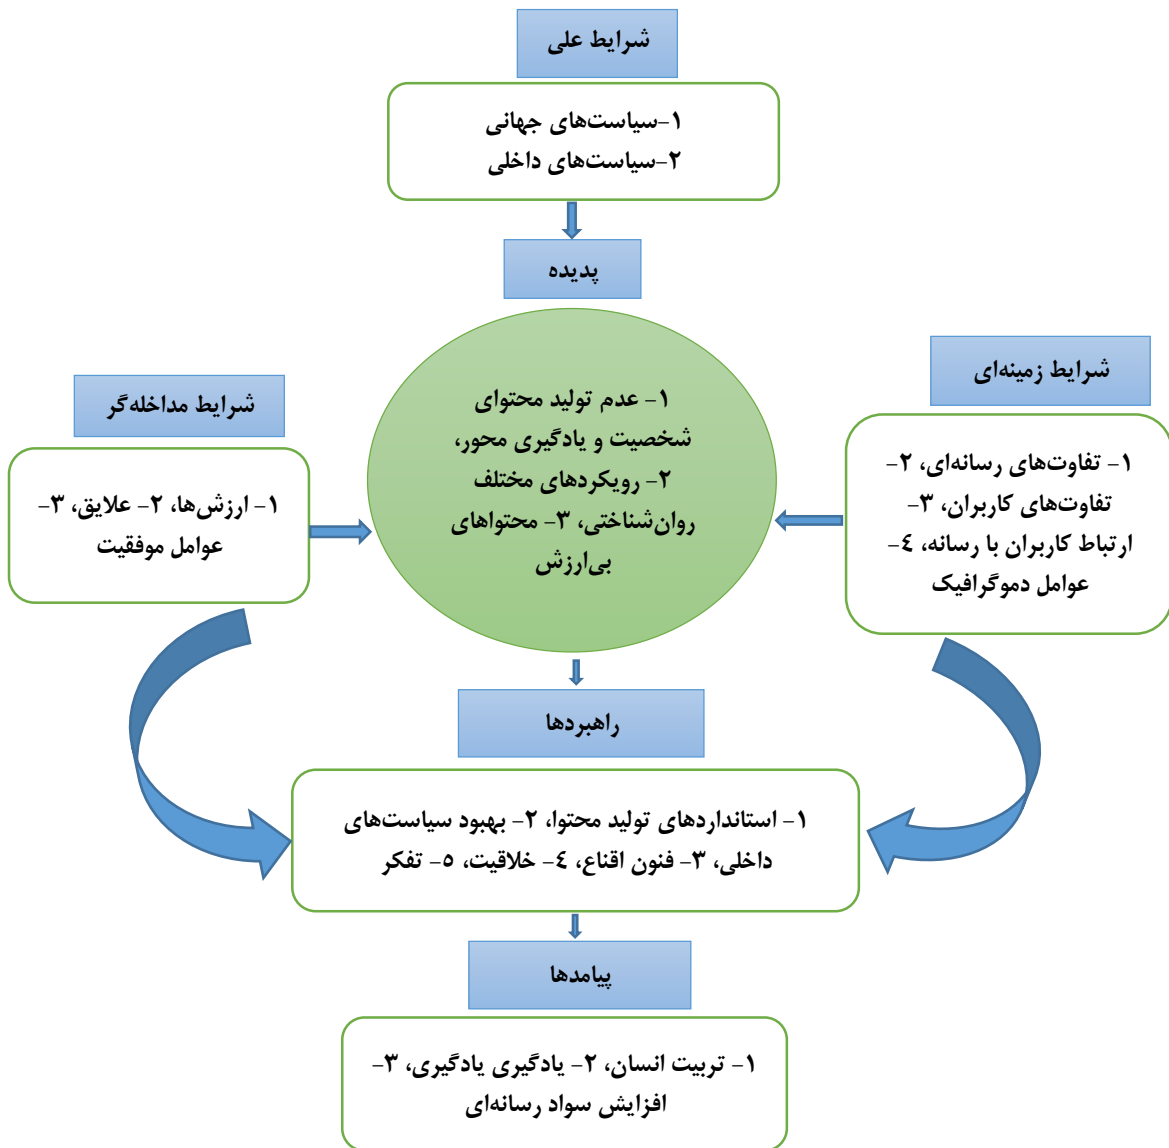 شرایط علی
۱-سیاست‌های جهانی
۲-سیاست‌های داخلی
پدیده
شرایط زمینه‌ای
۱- تفاوت‌های رسانه‌ای، ۲-
تفاوت‌های کاربران، ۳-
ارتباط کاربران با رسانه، ٤-
عوامل دموگرافیک
۱- عدم تولید محتوای
شخصیت و یادگیری محور،
۲- رویکردهای مختلف
روان‌شناختی، ۳- محتواهای
بی‌ارزش
شرایط مداخله‌گر
۱- ارزش‌ها، ۲- علایق، ۳-
عوامل موفقیت
راهبردها
۱- استانداردهای تولید محتوا، ۲- بهبود سیاست‌های
داخلی، ۳- فنون اقناع، ٤- خلاقیت، ٥- تفکر
پیامدها
۱- تربیت انسان، ۲- یادگیری یادگیری، ۳-
افزایش سواد رسانه‌ای